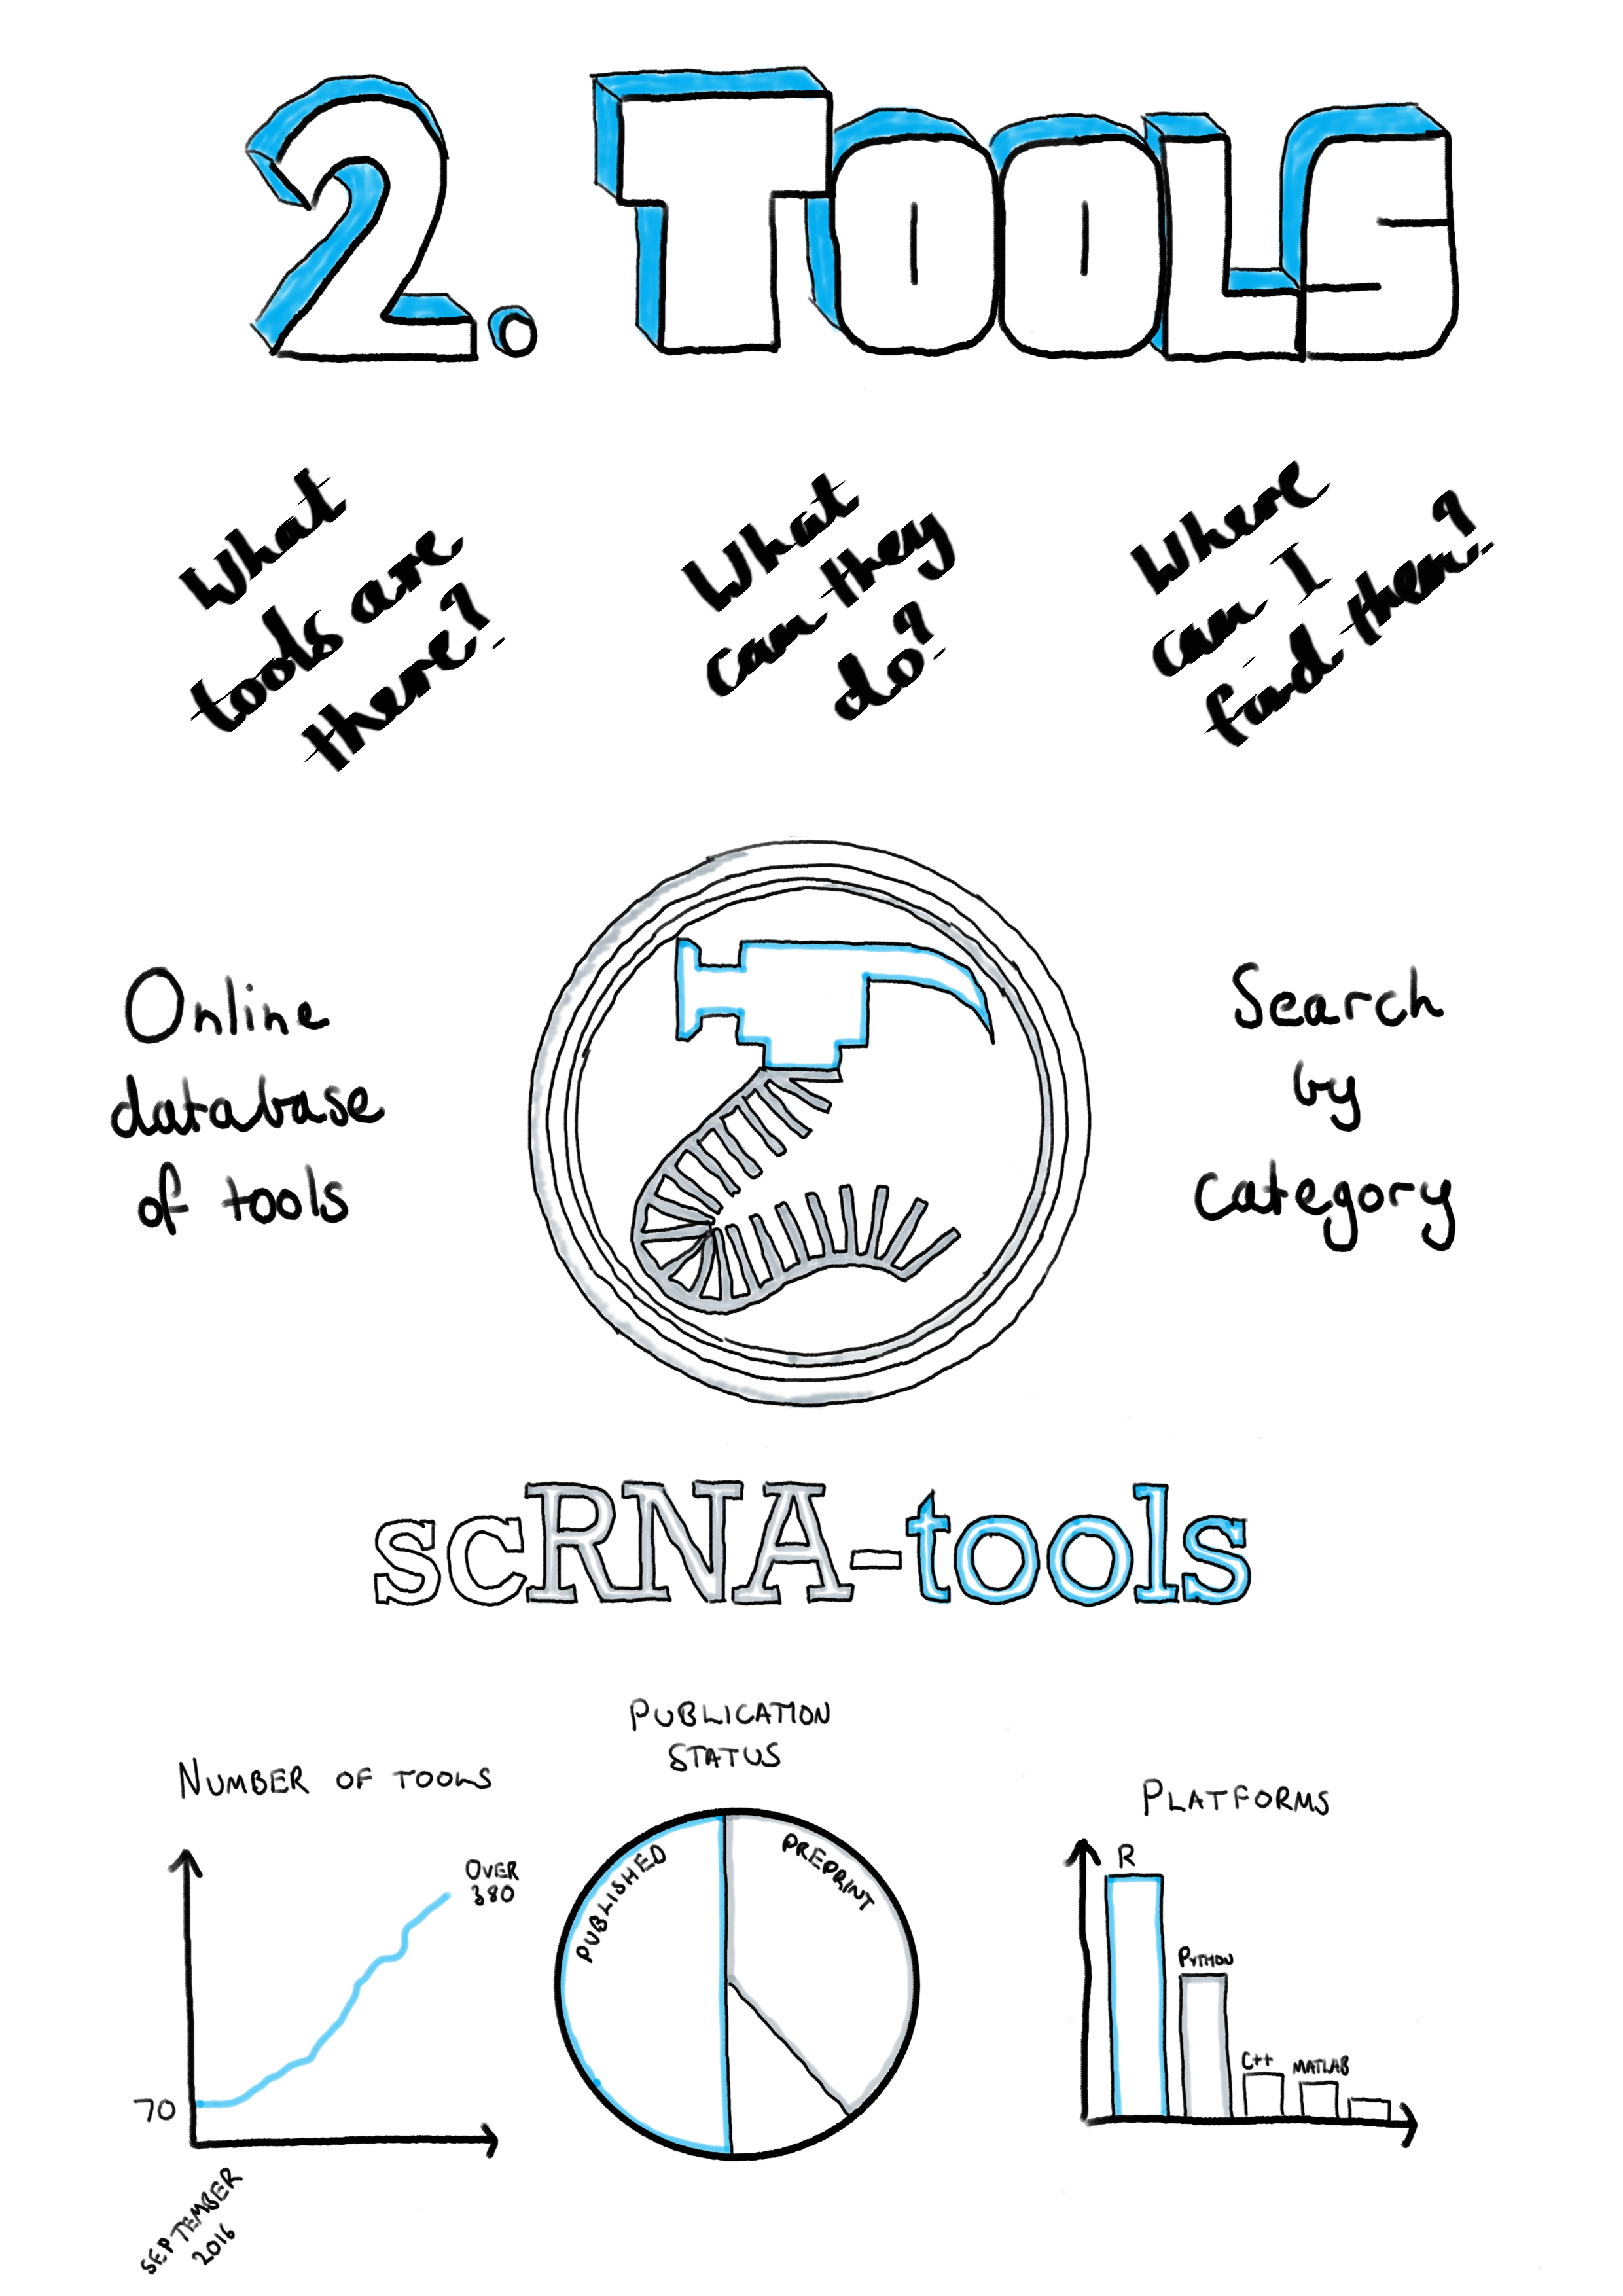 2. TOOLS
What
tools are
there?
What
can they
do?
Where
can I
find them?
Online
database
of tools
Search
by
category
scRNA-tools
NUMBER OF TOOLS
OVER
380
70
SEPTEMBER
2016
PUBLICATION
STATUS
PUBLISHED
PREPRINT
PLATFORMS
R
PYTHON
C++
MATLAB